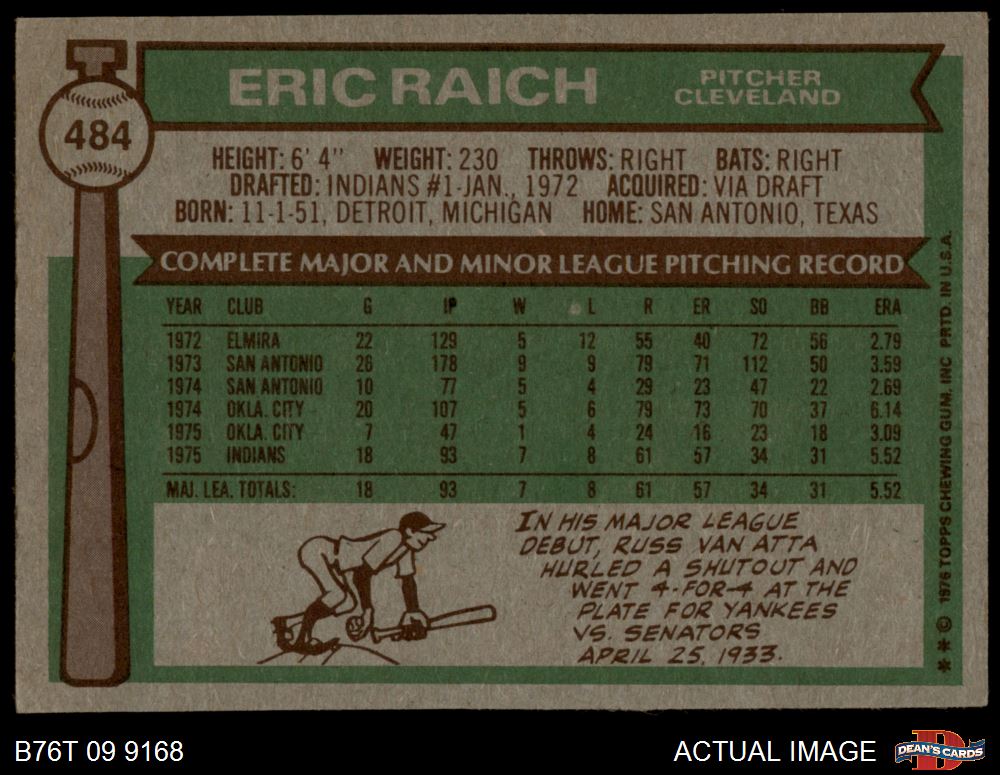 ERIC RAICH
PITCHER
CLEVELAND
484
HEIGHT: 6' 4" WEIGHT: 230 THROWS: RIGHT BATS: RIGHT
DRAFTED: INDIANS #1-JAN., 1972 ACQUIRED: VIA DRAFT
BORN: 11-1-51, DETROIT, MICHIGAN HOME: SAN ANTONIO, TEXAS
COMPLETE MAJOR AND MINOR LEAGUE PITCHING RECORD
YEAR CLUB G IP W L R ER SO BB ERA
1972 ELMIRA 22 129 5 12 55 40 72 56 2.79
1973 SAN ANTONIO 26 178 9 9 79 71 112 50 3.59
1974 SAN ANTONIO 10 77 5 4 29 23 47 22 2.69
1974 OKLA. CITY 20 107 5 6 79 73 70 37 6.14
1975 OKLA. CITY 7 47 1 4 24 16 23 18 3.09
1975 INDIANS 18 93 7 8 61 57 34 31 5.52
MAJ. LEA. TOTALS: 18 93 7 8 61 57 34 31 5.52
IN HIS MAJOR LEAGUE
DEBUT, RUSS VAN ATTA
HURLED A SHUTOUT AND
WENT 4-FOR-4 AT THE
PLATE FOR YANKEES
VS. SENATORS
APRIL 25, 1933.
** © 1976 TOPPS CHEWING GUM, INC PRTD. IN U.S.A.
B76T 09 9168
ACTUAL IMAGE
D
DEAN'S CARDS